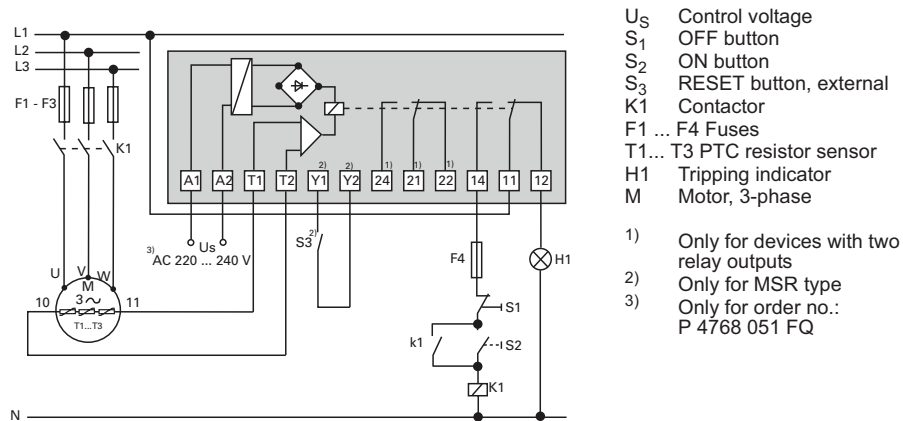 L1
L2
L3
F1 - F3
K1
A1 A2 T1 T2 Y1 Y2 24 21 22 14 11 12
2) 2) 1) 1) 1)
3) Us
AC 220 ... 240 V
S3 2)
F4
H1
S1
k1
S2
K1
U V W
M
3 ~
10 11
T1...T3
N
US Control voltage
S1 OFF button
S2 ON button
S3 RESET button, external
K1 Contactor
F1 ... F4 Fuses
T1... T3 PTC resistor sensor
H1 Tripping indicator
M Motor, 3-phase
1) Only for devices with two
relay outputs
2) Only for MSR type
3) Only for order no.:
P 4768 051 FQ